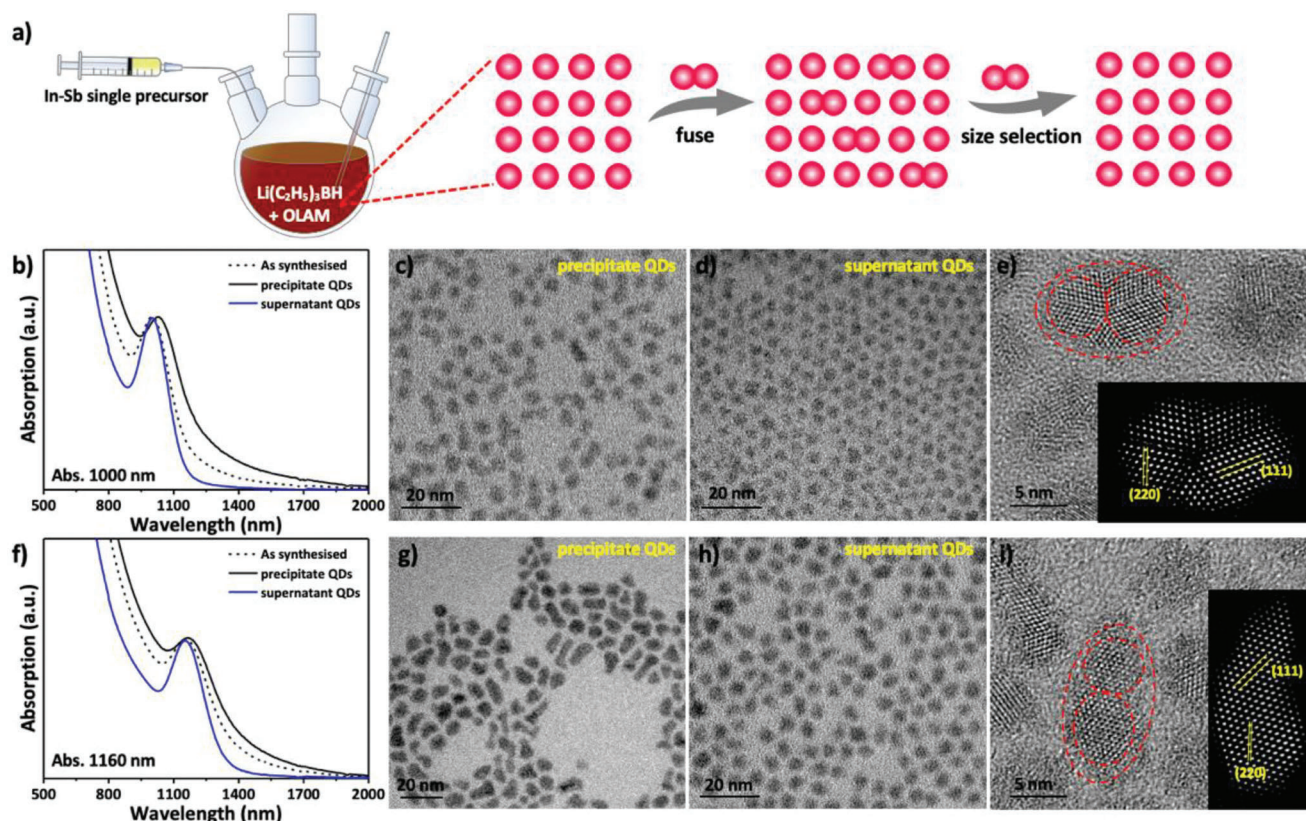 a)
In-Sb single precursor
Li(C₂H₅)₃BH
+ OLAM
fuse
size selection
b)
Absorption (a.u.)
As synthesised
precipitate QDs
supernatant QDs
Abs. 1000 nm
500 800 1100 1400 1700 2000
Wavelength (nm)
c)
precipitate QDs
20 nm
d)
supernatant QDs
20 nm
e)
5 nm
(220)
(111)
f)
Absorption (a.u.)
As synthesised
precipitate QDs
supernatant QDs
Abs. 1160 nm
500 800 1100 1400 1700 2000
Wavelength (nm)
g)
precipitate QDs
20 nm
h)
supernatant QDs
20 nm
i)
5 nm
(111)
(220)